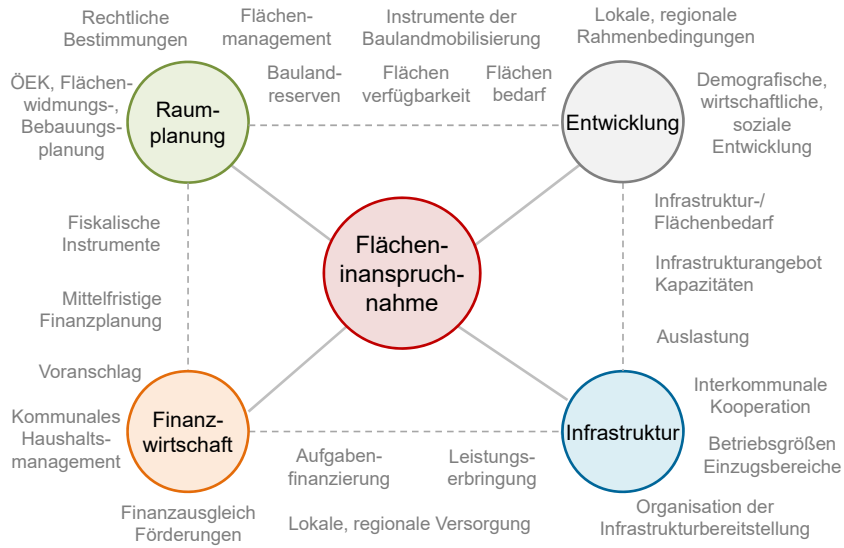 Rechtliche
Bestimmungen
Flächen-
management
Instrumente der
Baulandmobilisierung
Lokale, regionale
Rahmenbedingungen
ÖEK, Flächen-
widmungs-,
Bebauungs-
planung
Raum-
planung
Bauland-
reserven
Flächen
verfügbarkeit
Flächen
bedarf
Entwicklung
Demografische,
wirtschaftliche,
soziale
Entwicklung
Fiskalische
Instrumente
Mittelfristige
Finanzplanung
Voranschlag
Flächen-
inanspruch-
nahme
Infrastruktur-/
Flächenbedarf
Infrastrukturangebot
Kapazitäten
Auslastung
Kommunales
Haushalts-
management
Finanz-
wirtschaft
Aufgaben-
finanzierung
Leistungs-
erbringung
Infrastruktur
Interkommunale
Kooperation
Betriebsgrößen
Einzugsbereiche
Finanzausgleich
Förderungen
Lokale, regionale Versorgung
Organisation der
Infrastrukturbereitstellung